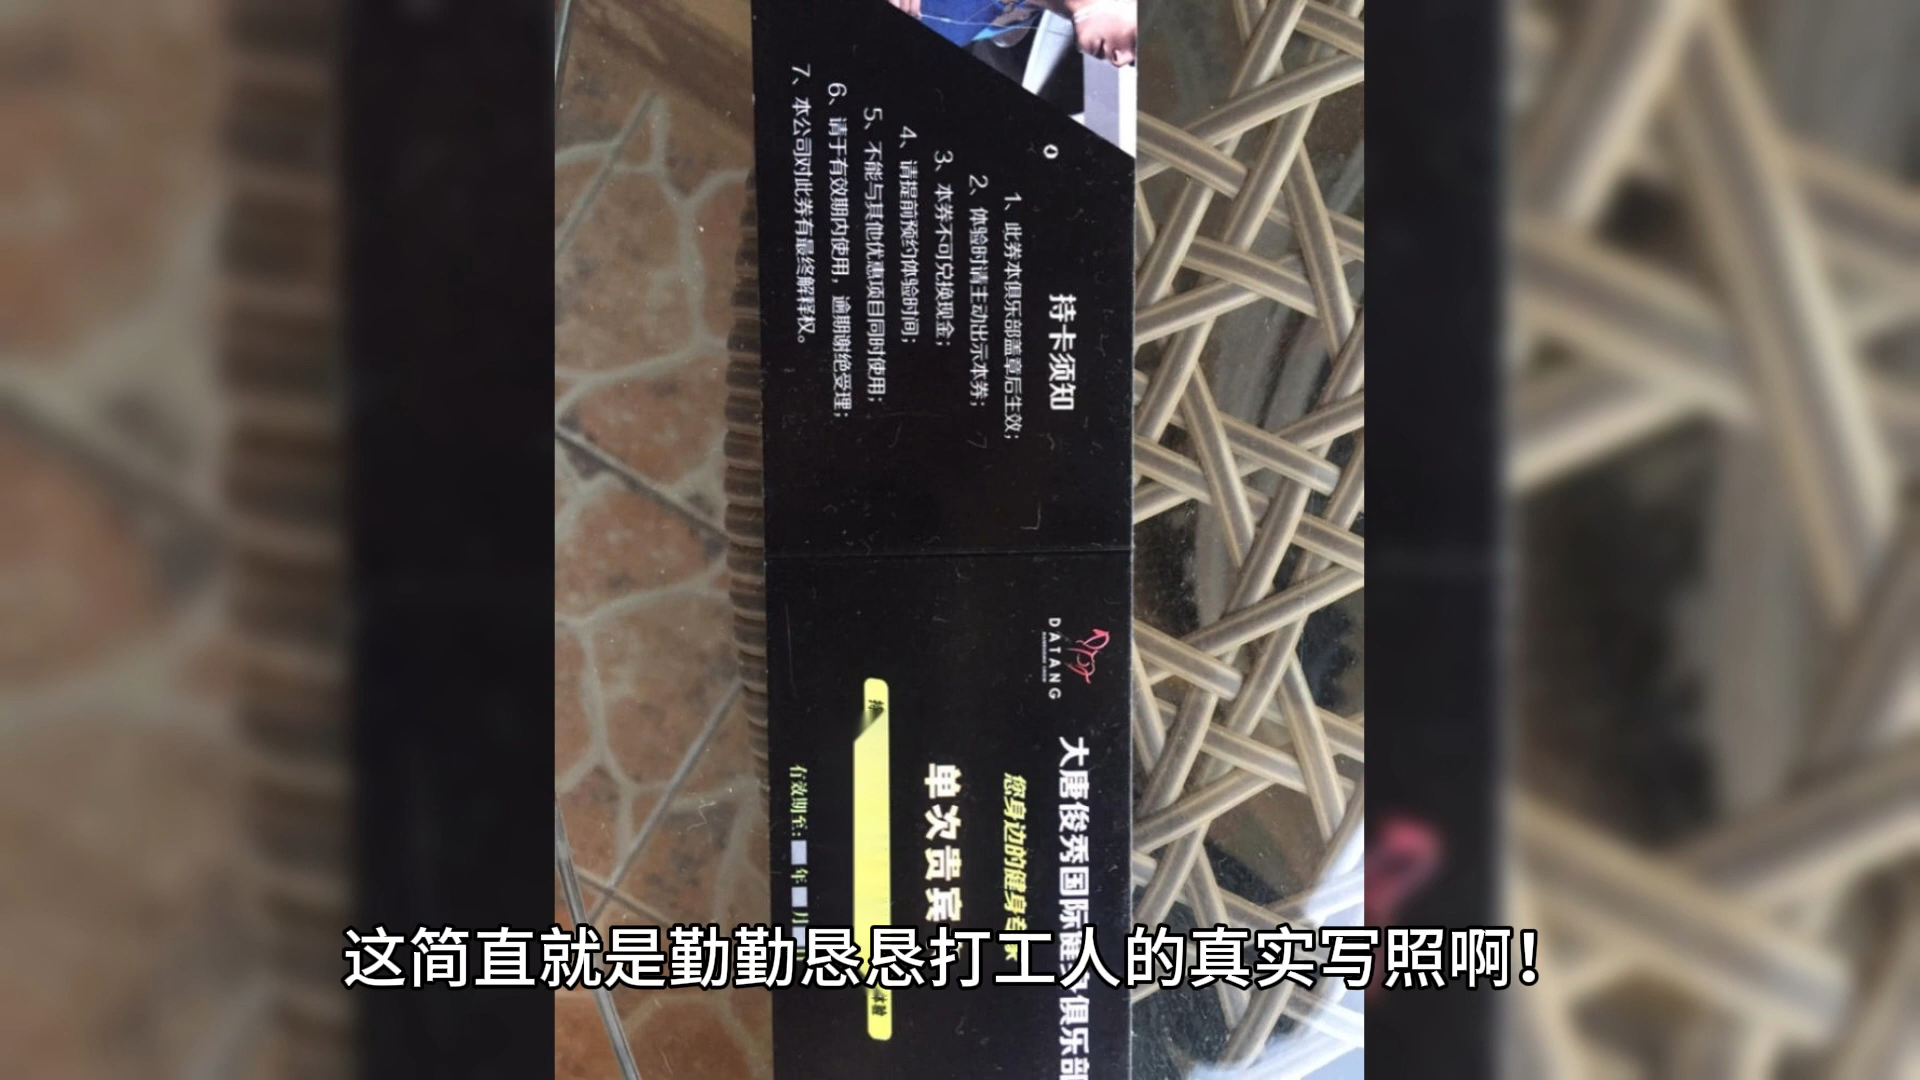 持卡须知
1、此券本俱乐部盖章后生效；
2、体验时请主动出示本券；
3、本券不可兑换现金；
4、请提前预约体验时间；
5、不能与其他优惠项目同时使用；
6、请于有效期内使用，逾期谢绝受理；
7、本公司对此券有最终解释权。
DATANG
大唐俊秀国际健身俱乐部
您身边的健身专家
单次贵宾
有效期至： 年 月
这简直就是勤勤恳恳打工人的真实写照啊！